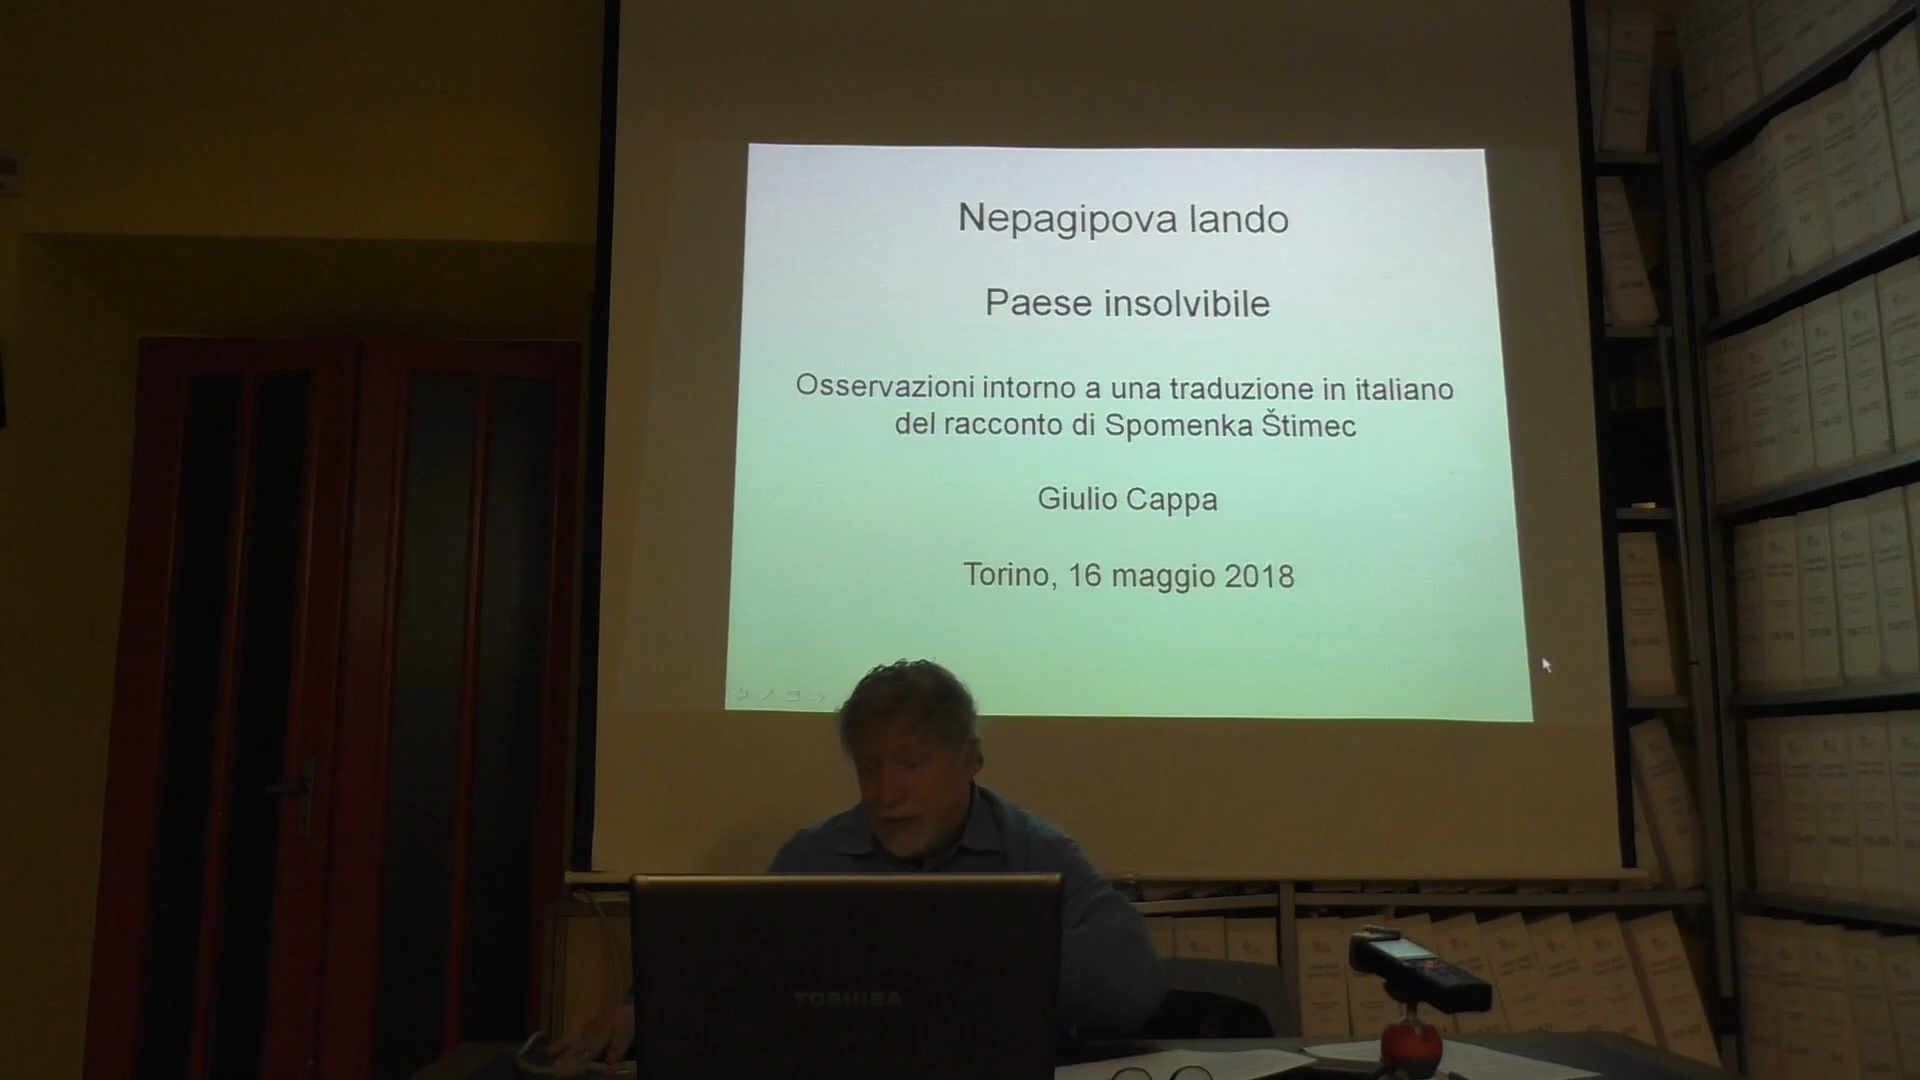 Nepagipova lando
Paese insolvibile
Osservazioni intorno a una traduzione in italiano
del racconto di Spomenka Štimec
Giulio Cappa
Torino, 16 maggio 2018
TOSHIBA